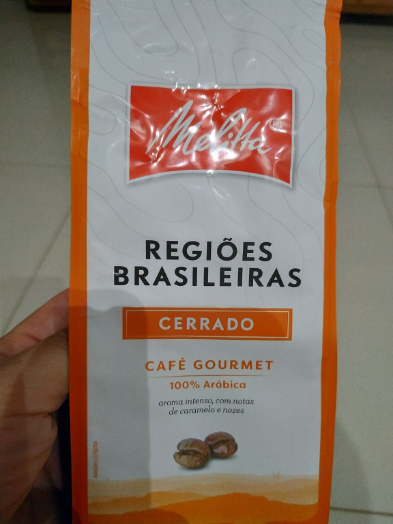 Melitta
REGIÕES
BRASILEIRAS
CERRADO
CAFÉ GOURMET
100% Arábica
aroma intenso, com notas
de caramelo e nozes